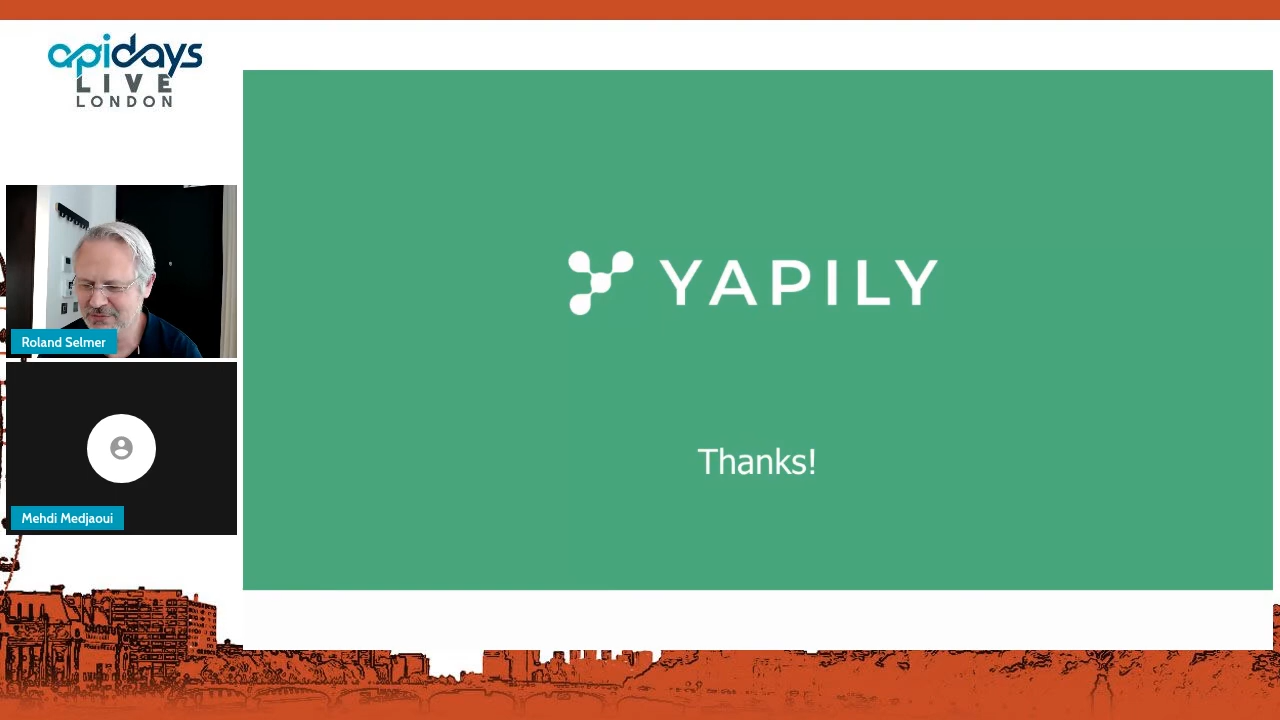 apidays
LIVE
LONDON
YAPILY
Thanks!
Roland Selmer
Mehdi Medjaoui